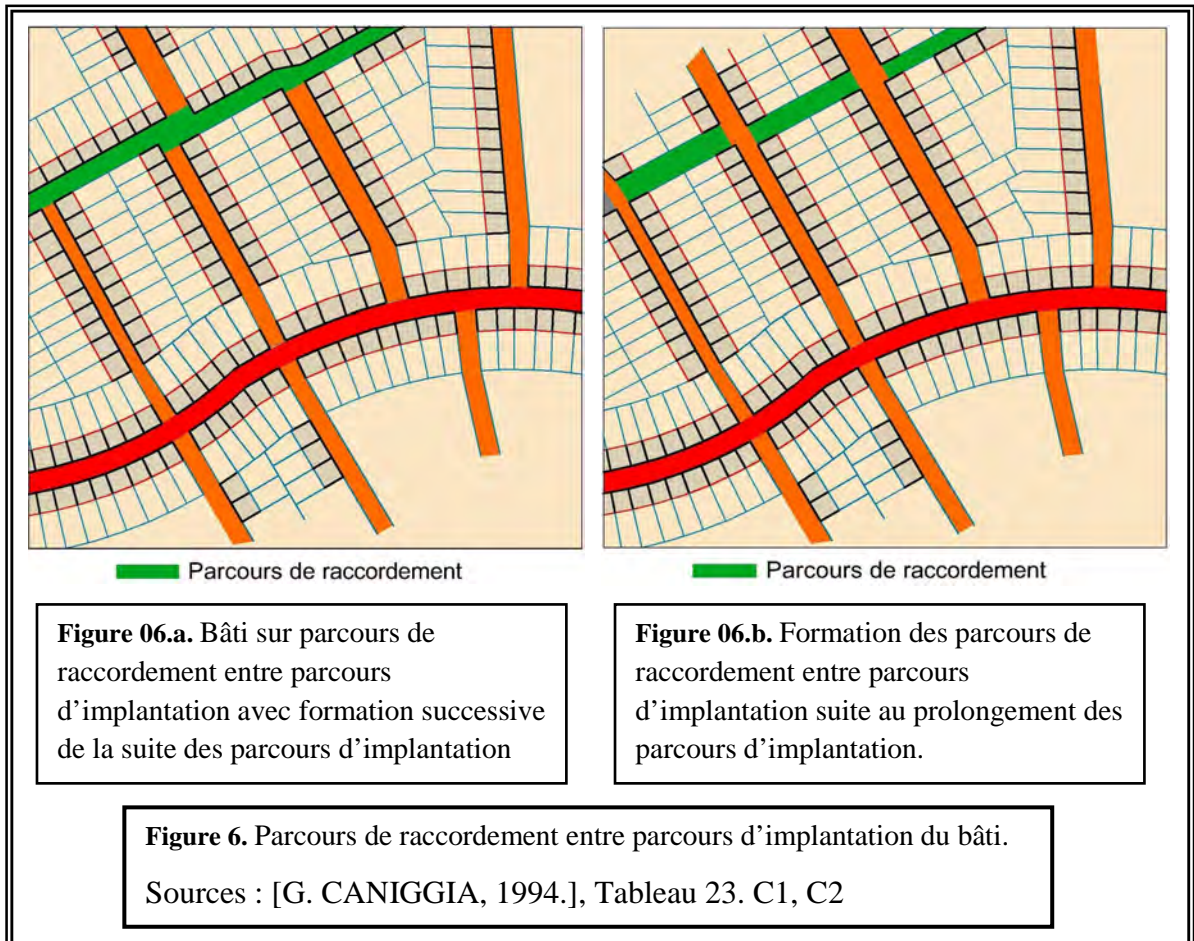 Parcours de raccordement
Parcours de raccordement
Figure 06.a. Bâti sur parcours de
raccordement entre parcours
d’implantation avec formation successive
de la suite des parcours d’implantation
Figure 06.b. Formation des parcours de
raccordement entre parcours
d’implantation suite au prolongement des
parcours d’implantation.
Figure 6. Parcours de raccordement entre parcours d’implantation du bâti.
Sources : [G. CANIGGIA, 1994.], Tableau 23. C1, C2